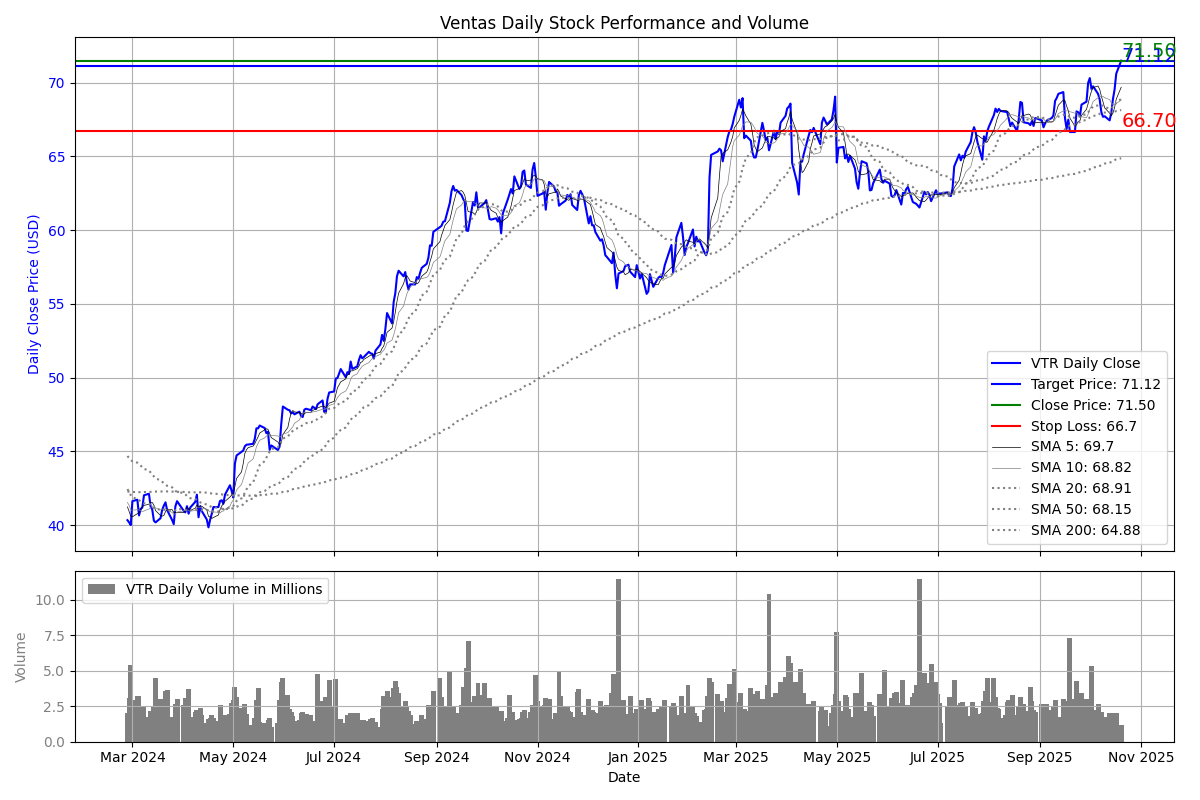 Ventas Daily Stock Performance and Volume
71.50
71.12
70
66.70
65
60
55
50
45
40
Daily Close Price (USD)
VTR Daily Close
Target Price: 71.12
Close Price: 71.50
Stop Loss: 66.7
SMA 5: 69.7
SMA 10: 68.82
SMA 20: 68.91
SMA 50: 68.15
SMA 200: 64.88
VTR Daily Volume in Millions
10.0
7.5
5.0
2.5
0.0
Volume
Mar 2024 May 2024 Jul 2024 Sep 2024 Nov 2024 Jan 2025 Mar 2025 May 2025 Jul 2025 Sep 2025 Nov 2025
Date